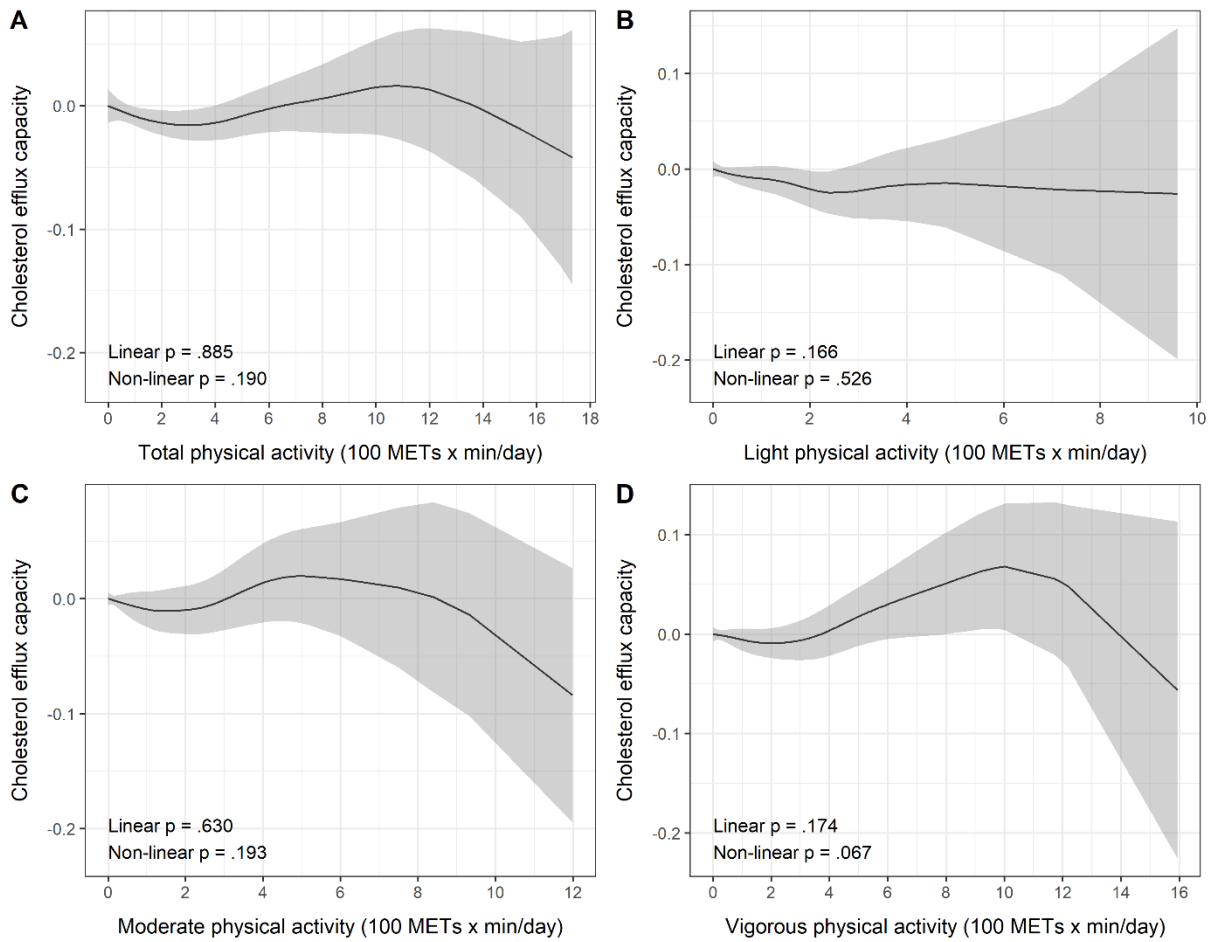 A
Cholesterol efflux capacity
0.0
-0.1
-0.2
Linear p = .885
Non-linear p = .190
0 2 4 6 8 10 12 14 16 18
Total physical activity (100 METs x min/day)
B
Cholesterol efflux capacity
0.1
0.0
-0.1
-0.2
Linear p = .166
Non-linear p = .526
0 2 4 6 8 10
Light physical activity (100 METs x min/day)
C
Cholesterol efflux capacity
0.0
-0.1
-0.2
Linear p = .630
Non-linear p = .193
0 2 4 6 8 10 12
Moderate physical activity (100 METs x min/day)
D
Cholesterol efflux capacity
0.1
0.0
-0.1
-0.2
Linear p = .174
Non-linear p = .067
0 2 4 6 8 10 12 14 16
Vigorous physical activity (100 METs x min/day)